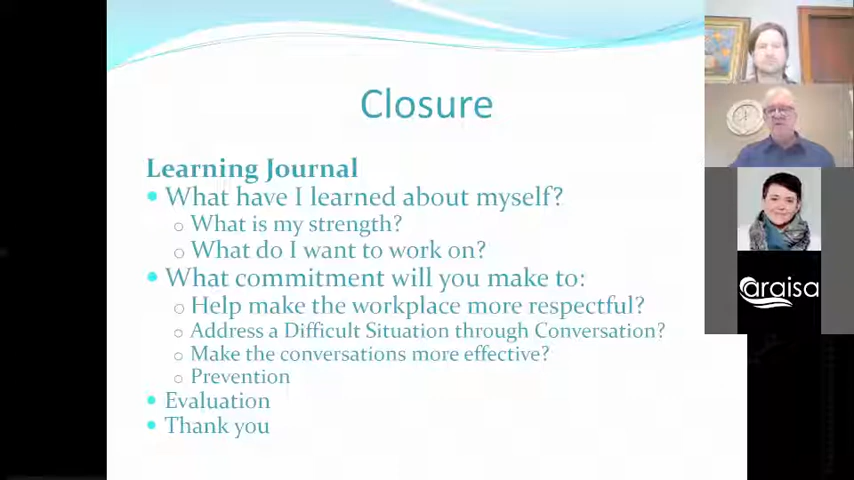 Closure
Learning Journal
• What have I learned about myself?
o What is my strength?
o What do I want to work on?
• What commitment will you make to:
o Help make the workplace more respectful?
o Address a Difficult Situation through Conversation?
o Make the conversations more effective?
o Prevention
• Evaluation
• Thank you
araisa